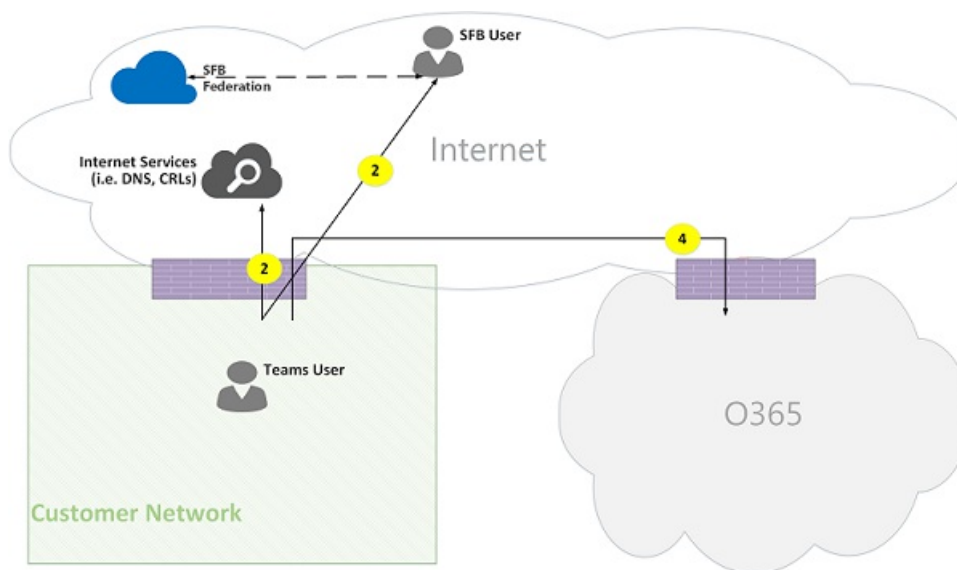 SFB User
SFB
Federation
Internet
Internet Services
(i.e. DNS, CRLs)
2
4
2
Teams User
O365
Customer Network